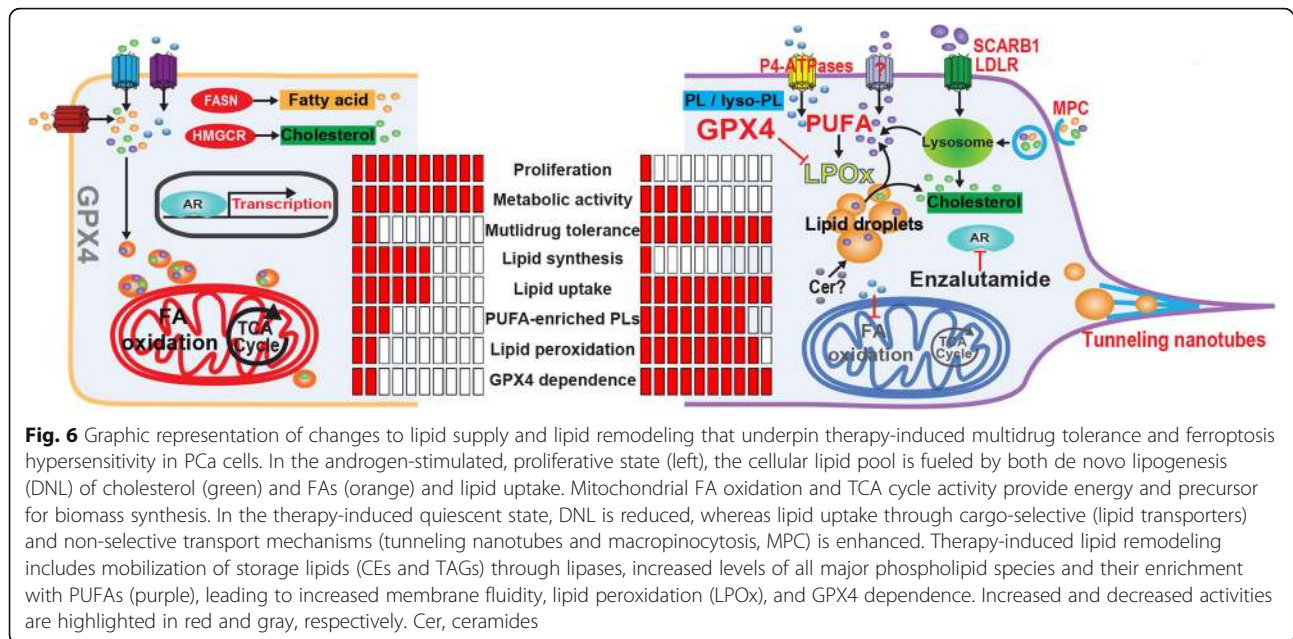 SCARB1
LDLR
P4-ATPases
?
MPC
FASN
Fatty acid
HMGCR
Cholesterol
GPX4
AR
Transcription
FA
oxidation
TCA
Cycle
Proliferation
Metabolic activity
Mutlidrug tolerance
Lipid synthesis
Lipid uptake
PUFA-enriched PLs
Lipid peroxidation
GPX4 dependence
PL / lyso-PL
GPX4
PUFA
LPOx
Lysosome
Cholesterol
Lipid droplets
AR
Enzalutamide
Cer?
FA
oxidation
TCA
Cycle
Tunneling nanotubes
Fig. 6 Graphic representation of changes to lipid supply and lipid remodeling that underpin therapy-induced multidrug tolerance and ferroptosis
hypersensitivity in PCa cells. In the androgen-stimulated, proliferative state (left), the cellular lipid pool is fueled by both de novo lipogenesis
(DNL) of cholesterol (green) and FAs (orange) and lipid uptake. Mitochondrial FA oxidation and TCA cycle activity provide energy and precursor
for biomass synthesis. In the therapy-induced quiescent state, DNL is reduced, whereas lipid uptake through cargo-selective (lipid transporters)
and non-selective transport mechanisms (tunneling nanotubes and macropinocytosis, MPC) is enhanced. Therapy-induced lipid remodeling
includes mobilization of storage lipids (CEs and TAGs) through lipases, increased levels of all major phospholipid species and their enrichment
with PUFAs (purple), leading to increased membrane fluidity, lipid peroxidation (LPOx), and GPX4 dependence. Increased and decreased activities
are highlighted in red and gray, respectively. Cer, ceramides